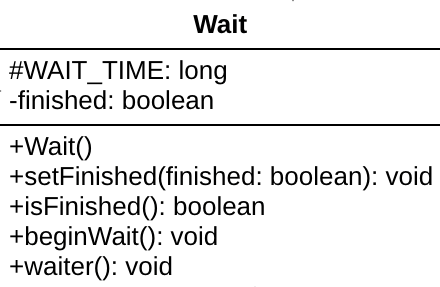 Wait
#WAIT_TIME: long
-finished: boolean
+Wait()
+setFinished(finished: boolean): void
+isFinished(): boolean
+beginWait(): void
+waiter(): void